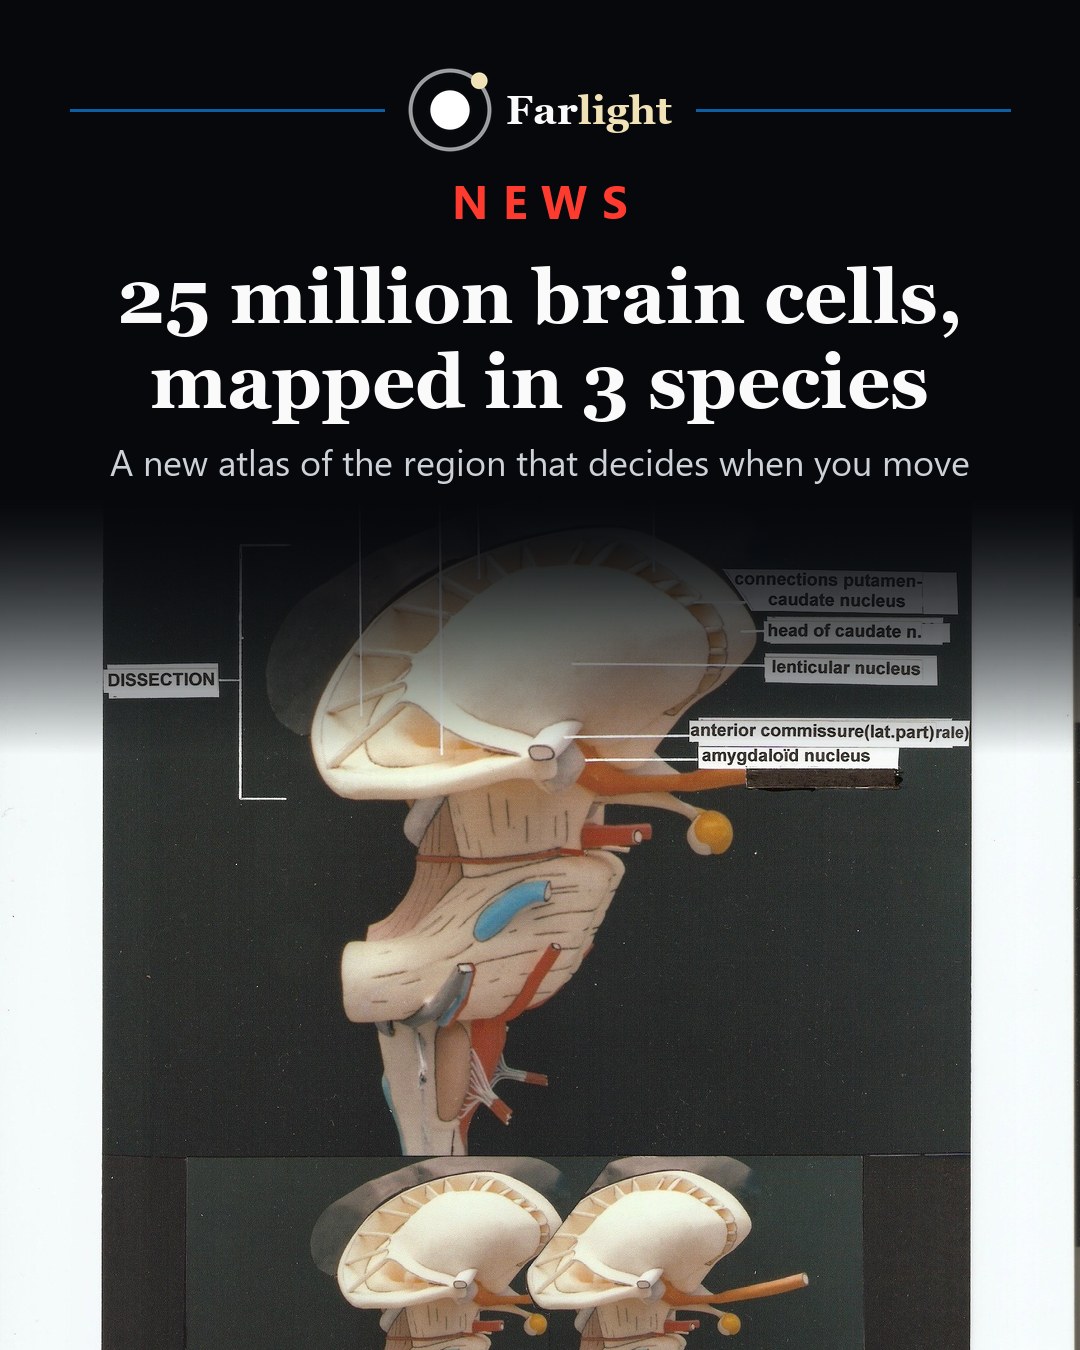 Farlight
NEWS
25 million brain cells,
mapped in 3 species
A new atlas of the region that decides when you move
connections putamen-
caudate nucleus
head of caudate n.
DISSECTION
lenticular nucleus
anterior commissure(lat.part)rale)
amygdaloïd nucleus